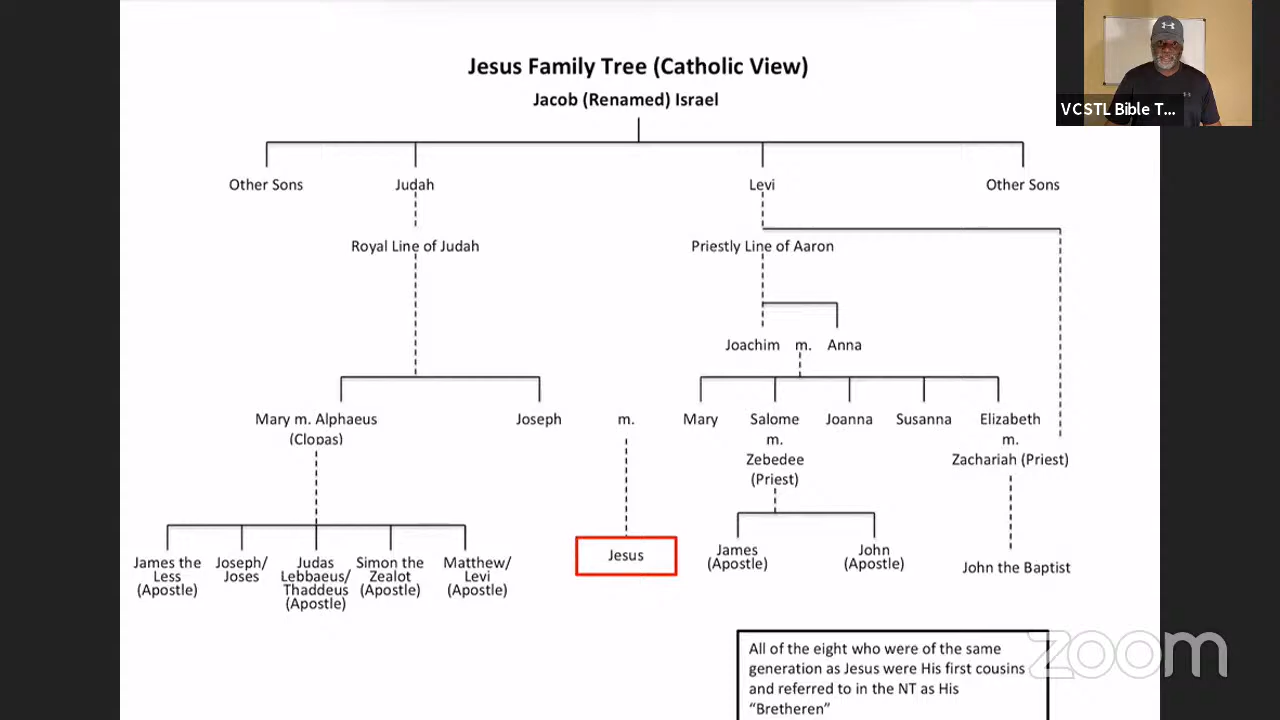 Jesus Family Tree (Catholic View)
Jacob (Renamed) Israel
VCSTL Bible T...
Other Sons
Judah
Levi
Other Sons
Royal Line of Judah
Priestly Line of Aaron
Joachim m. Anna
Mary m. Alphaeus
(Clopas)
Joseph
m.
Mary
Salome
m.
Zebedee
(Priest)
Joanna
Susanna
Elizabeth
m.
Zachariah (Priest)
James the
Less
(Apostle)
Joseph/
Joses
Judas
Lebbaeus/
Thaddeus
(Apostle)
Simon the
Zealot
(Apostle)
Matthew/
Levi
(Apostle)
Jesus
James
(Apostle)
John
(Apostle)
John the Baptist
All of the eight who were of the same
generation as Jesus were His first cousins
and referred to in the NT as His
“Bretheren”
zoom